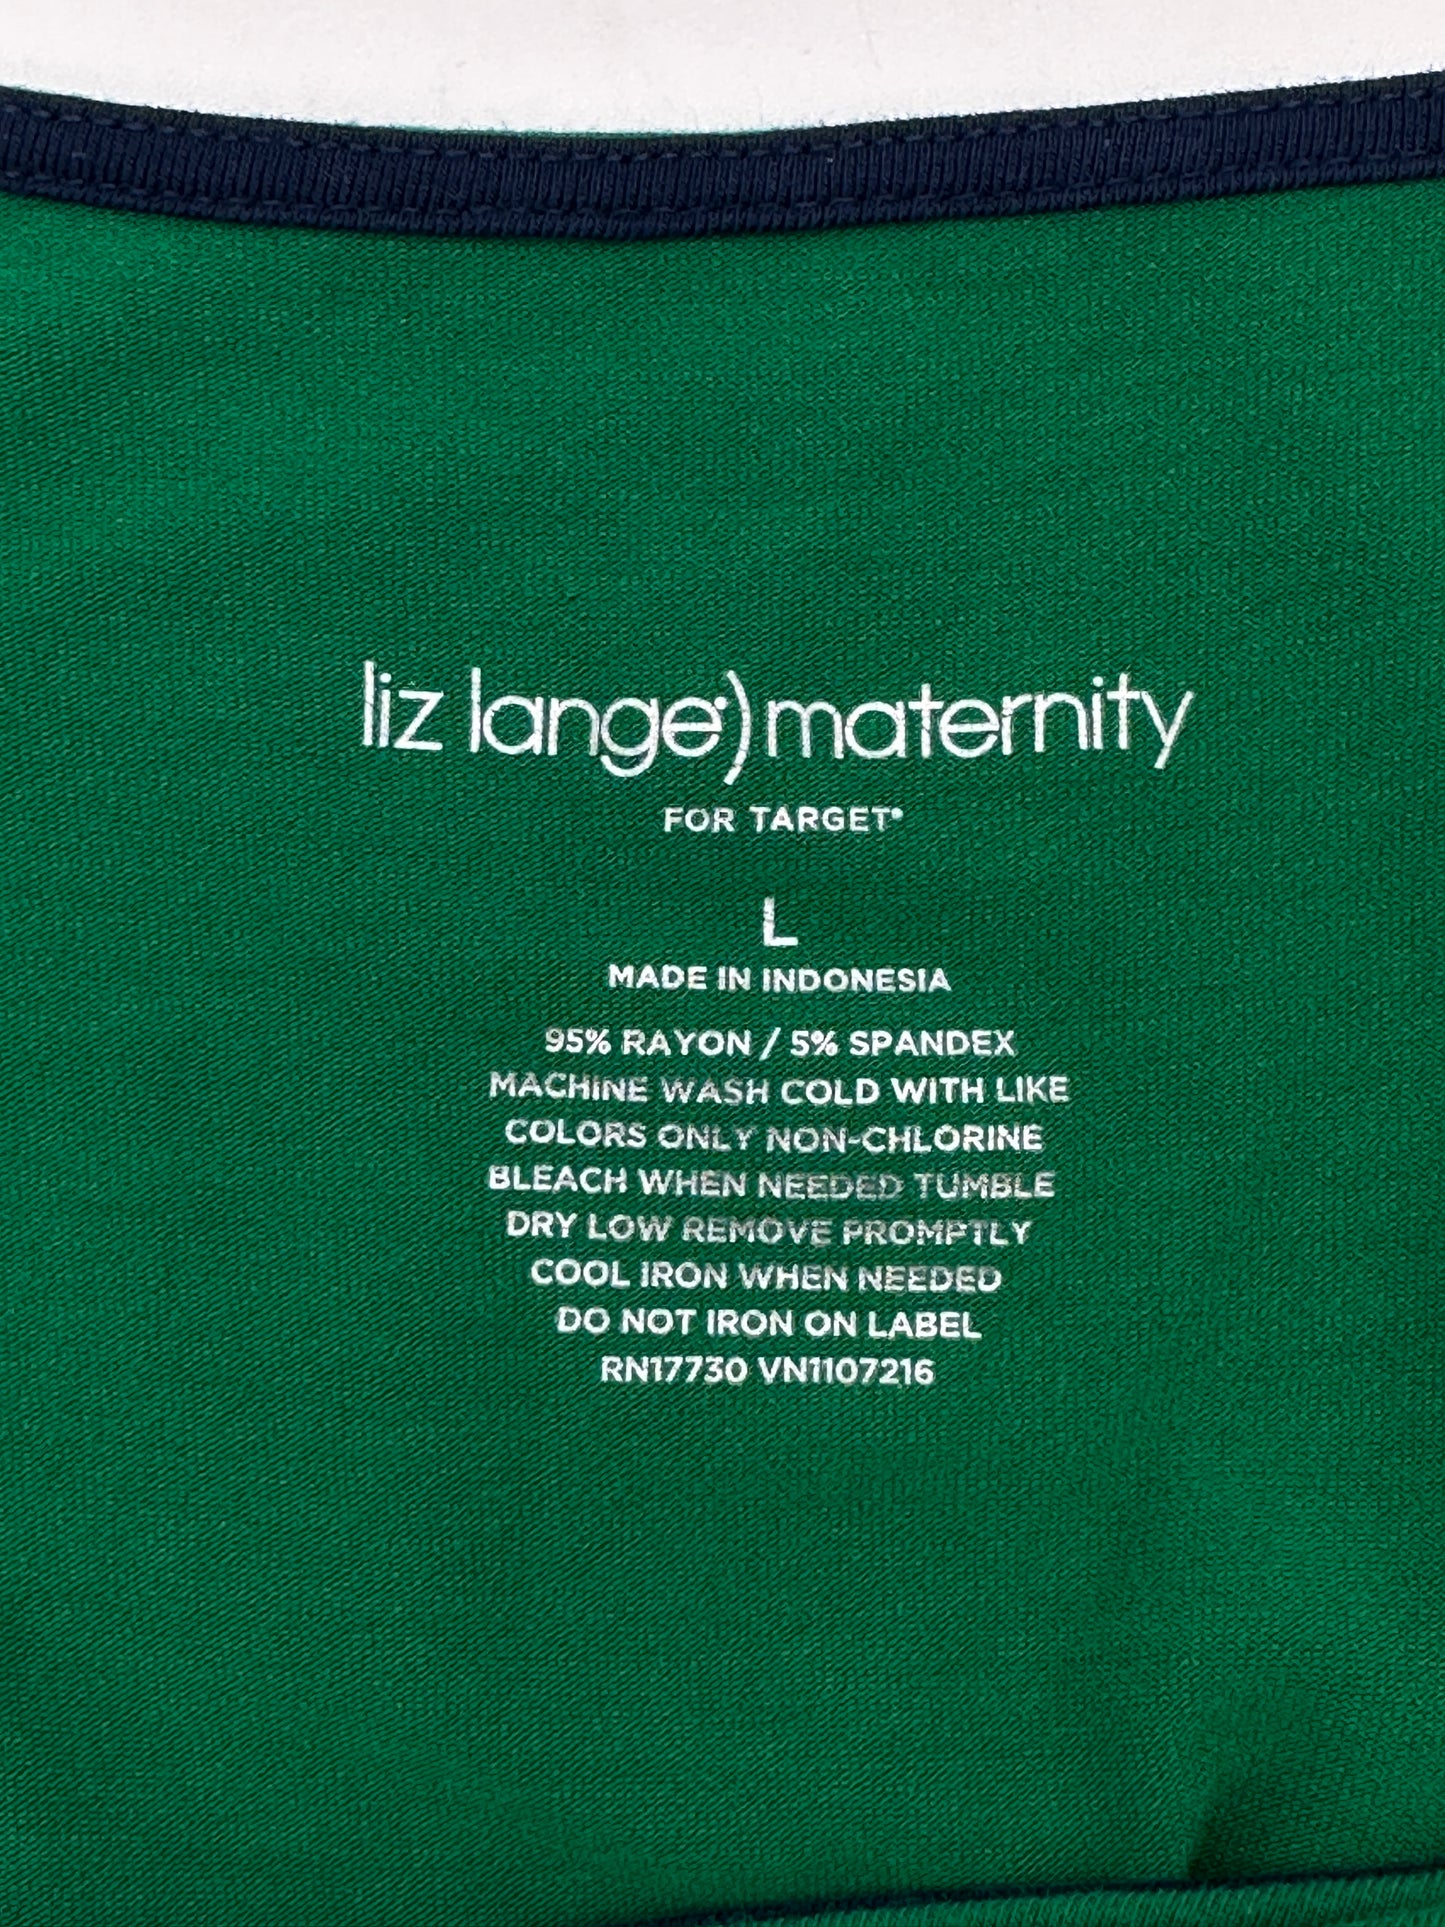 liz lange®) maternity
FOR TARGET®
L
MADE IN INDONESIA
95% RAYON / 5% SPANDEX
MACHINE WASH COLD WITH LIKE
COLORS ONLY NON-CHLORINE
BLEACH WHEN NEEDED TUMBLE
DRY LOW REMOVE PROMPTLY
COOL IRON WHEN NEEDED
DO NOT IRON ON LABEL
RN17730 VN1107216